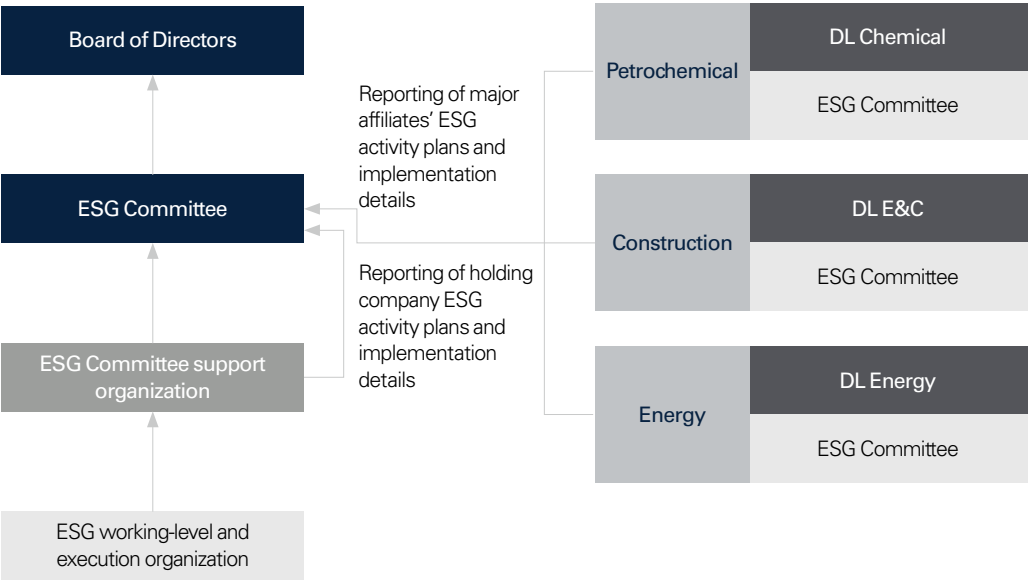 Board of Directors
ESG Committee
ESG Committee support
organization
ESG working-level and
execution organization
Reporting of major
affiliates’ ESG
activity plans and
implementation
details
Reporting of holding
company ESG
activity plans and
implementation
details
Petrochemical
DL Chemical
ESG Committee
Construction
DL E&C
ESG Committee
Energy
DL Energy
ESG Committee